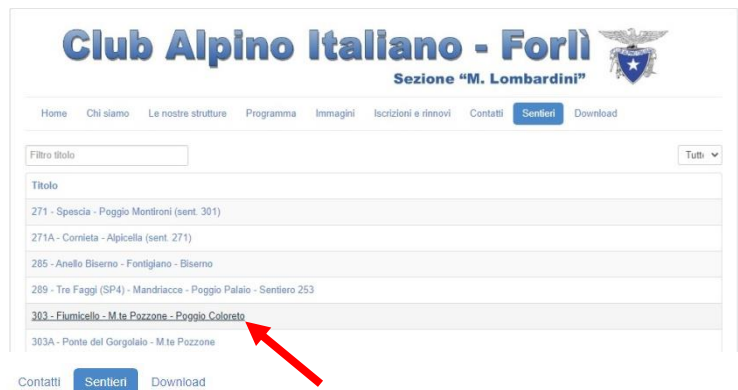 Club Alpino Italiano - Forlì
Sezione “M. Lombardini”
Home Chi siamo Le nostre strutture Programma Immagini Iscrizioni e rinnovi Contatti Sentieri Download
Filtro titolo Tutti
Titolo
271 - Spescia - Poggio Montironi (sent. 301)
271A - Cornieta - Alpicella (sent. 271)
285 - Anello Biserno - Fontigiano - Biserno
289 - Tre Faggi (SP4) - Mandriacce - Poggio Palaio - Sentiero 253
303 - Fiumicello - M.te Pozzone - Poggio Coloreto
303A - Ponte del Gorgolaio - M.te Pozzone
Contatti Sentieri Download